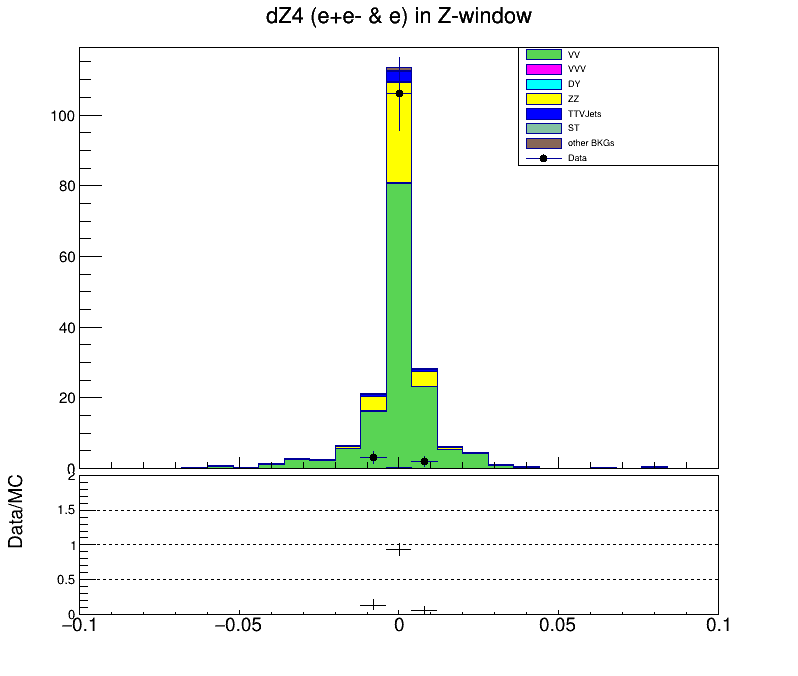 dZ4 (e+e- & e) in Z-window
VV
VVV
DY
ZZ
TTVJets
ST
other BKGs
Data
100
80
60
40
20
0
Data/MC
2
1.5
1
0.5
0
−0.1 −0.05 0 0.05 0.1